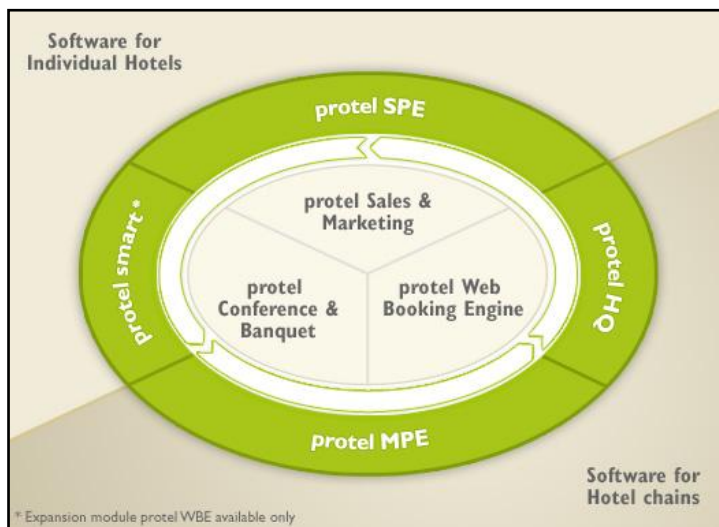 Software for
Individual Hotels
protel SPE
protel smart*
protel Sales &
Marketing
protel HQ
protel
Conference &
Banquet
protel Web
Booking Engine
protel MPE
Software for
Hotel chains
* Expansion module protel WBE available only